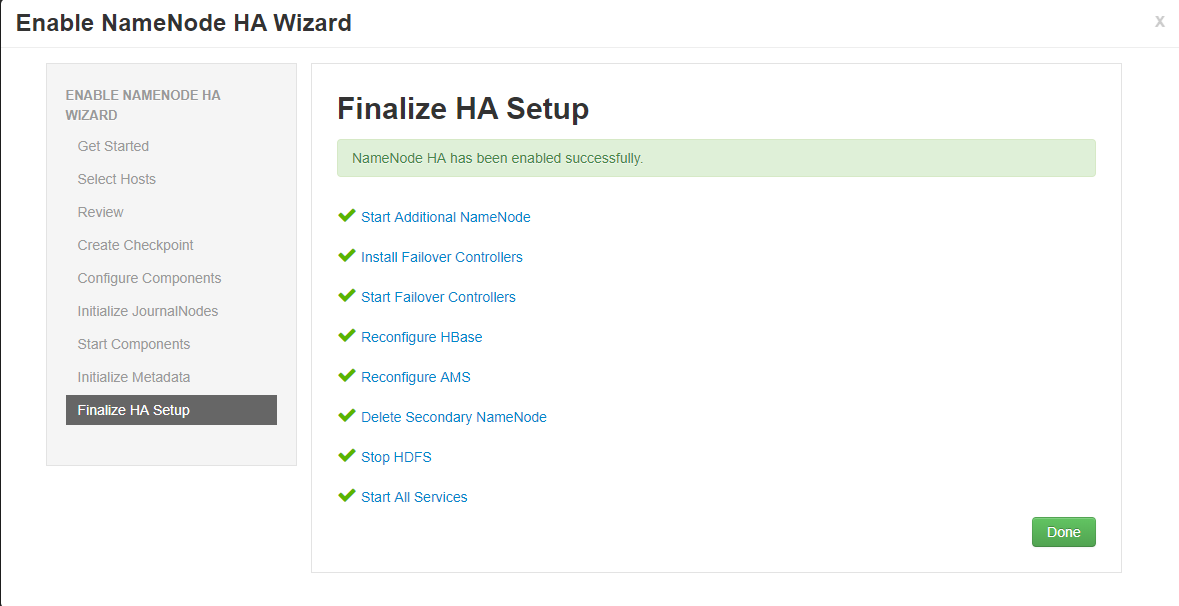 Enable NameNode HA Wizard
x
ENABLE NAMENODE HA
WIZARD
Get Started
Select Hosts
Review
Create Checkpoint
Configure Components
Initialize JournalNodes
Start Components
Initialize Metadata
Finalize HA Setup
Finalize HA Setup
NameNode HA has been enabled successfully.
Start Additional NameNode
Install Failover Controllers
Start Failover Controllers
Reconfigure HBase
Reconfigure AMS
Delete Secondary NameNode
Stop HDFS
Start All Services
Done